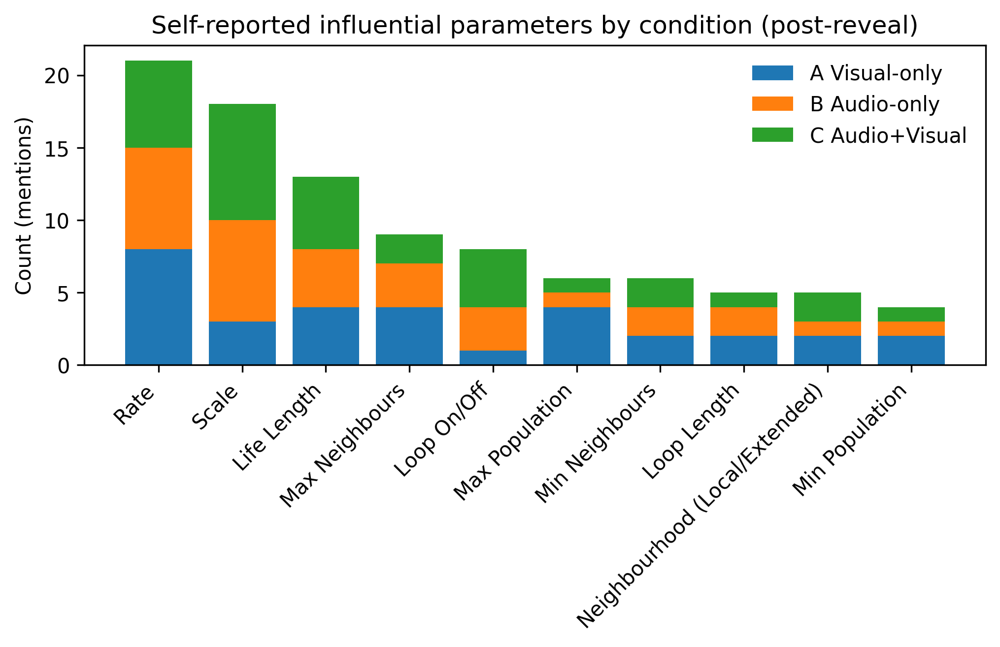 Self-reported influential parameters by condition (post-reveal)
Count (mentions)
20
15
10
5
0
A Visual-only
B Audio-only
C Audio+Visual
Rate
Scale
Life Length
Max Neighbours
Loop On/Off
Max Population
Min Neighbours
Loop Length
Neighbourhood (Local/Extended)
Min Population